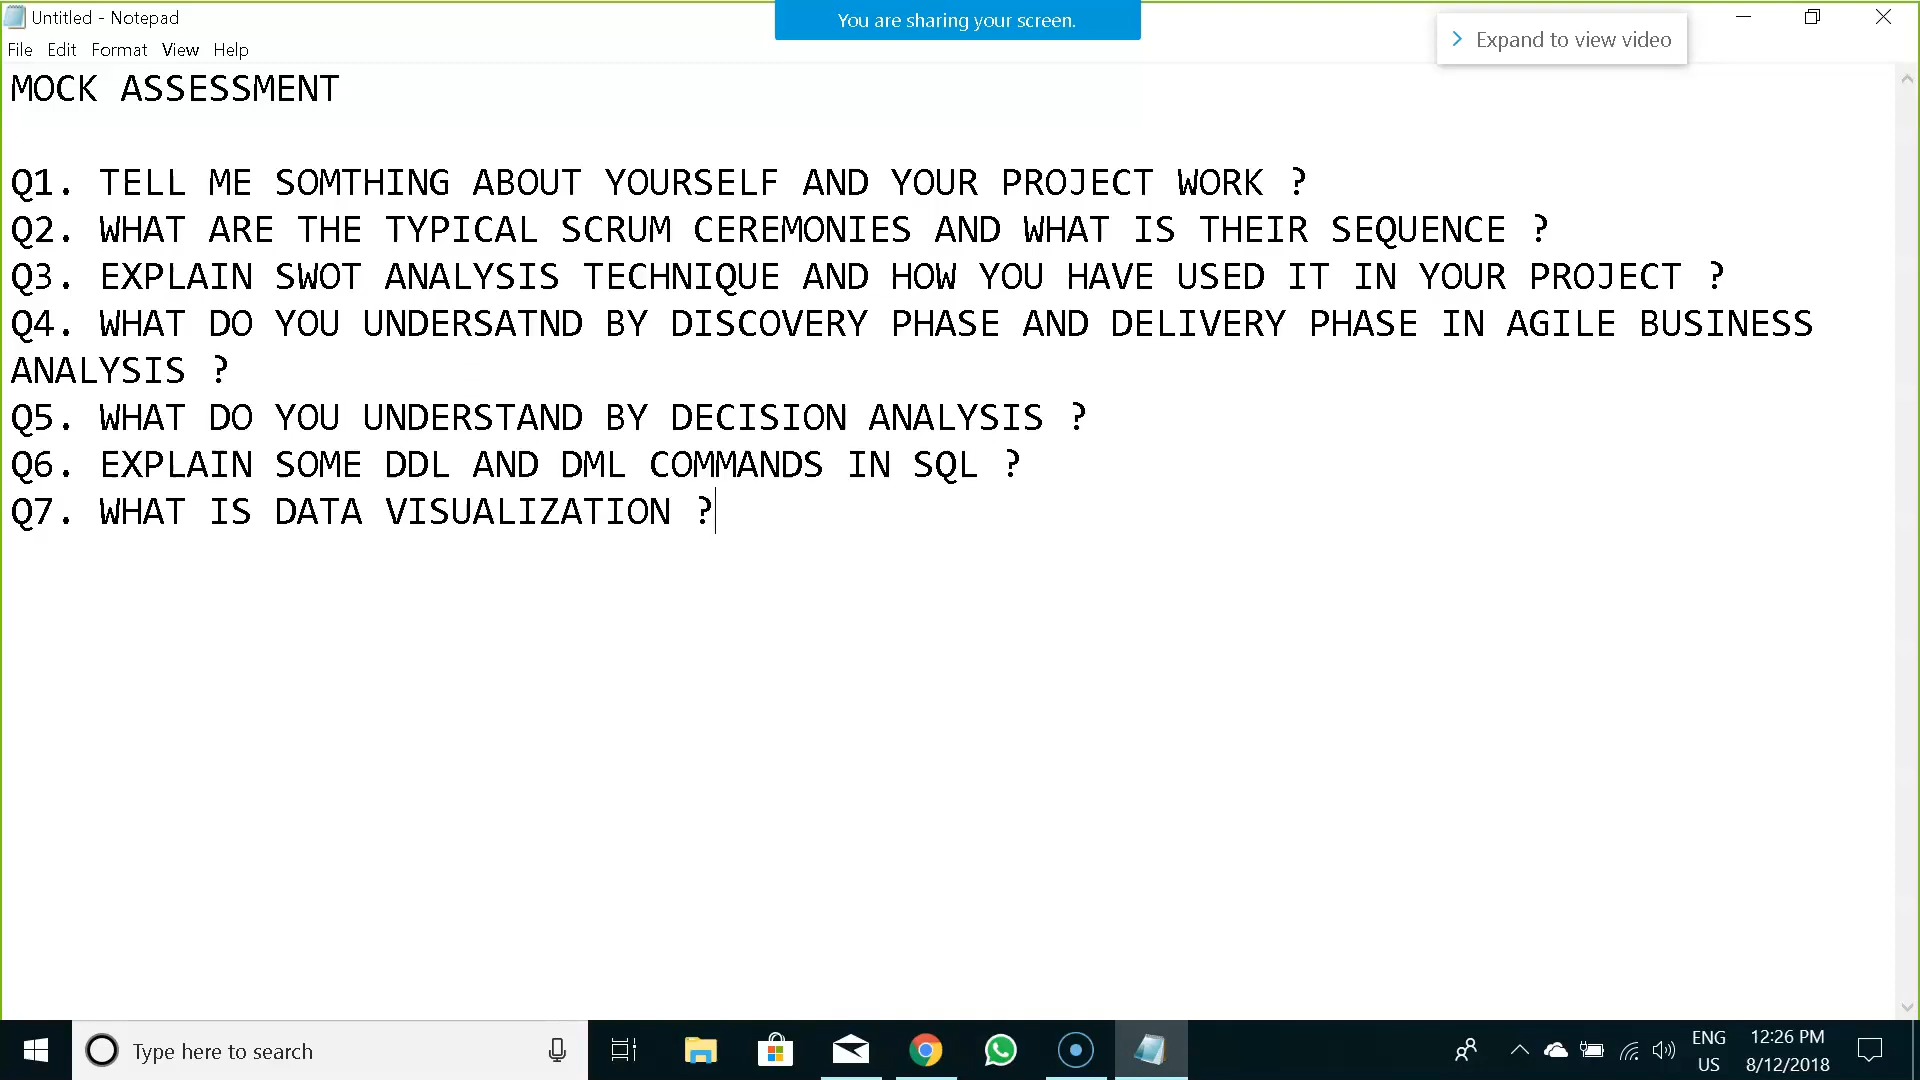 Untitled - Notepad
You are sharing your screen.
Expand to view video
File Edit Format View Help
MOCK ASSESSMENT
Q1. TELL ME SOMTHING ABOUT YOURSELF AND YOUR PROJECT WORK ?
Q2. WHAT ARE THE TYPICAL SCRUM CEREMONIES AND WHAT IS THEIR SEQUENCE ?
Q3. EXPLAIN SWOT ANALYSIS TECHNIQUE AND HOW YOU HAVE USED IT IN YOUR PROJECT ?
Q4. WHAT DO YOU UNDERSATND BY DISCOVERY PHASE AND DELIVERY PHASE IN AGILE BUSINESS
ANALYSIS ?
Q5. WHAT DO YOU UNDERSTAND BY DECISION ANALYSIS ?
Q6. EXPLAIN SOME DDL AND DML COMMANDS IN SQL ?
Q7. WHAT IS DATA VISUALIZATION ?
Type here to search
ENG
US
12:26 PM
8/12/2018